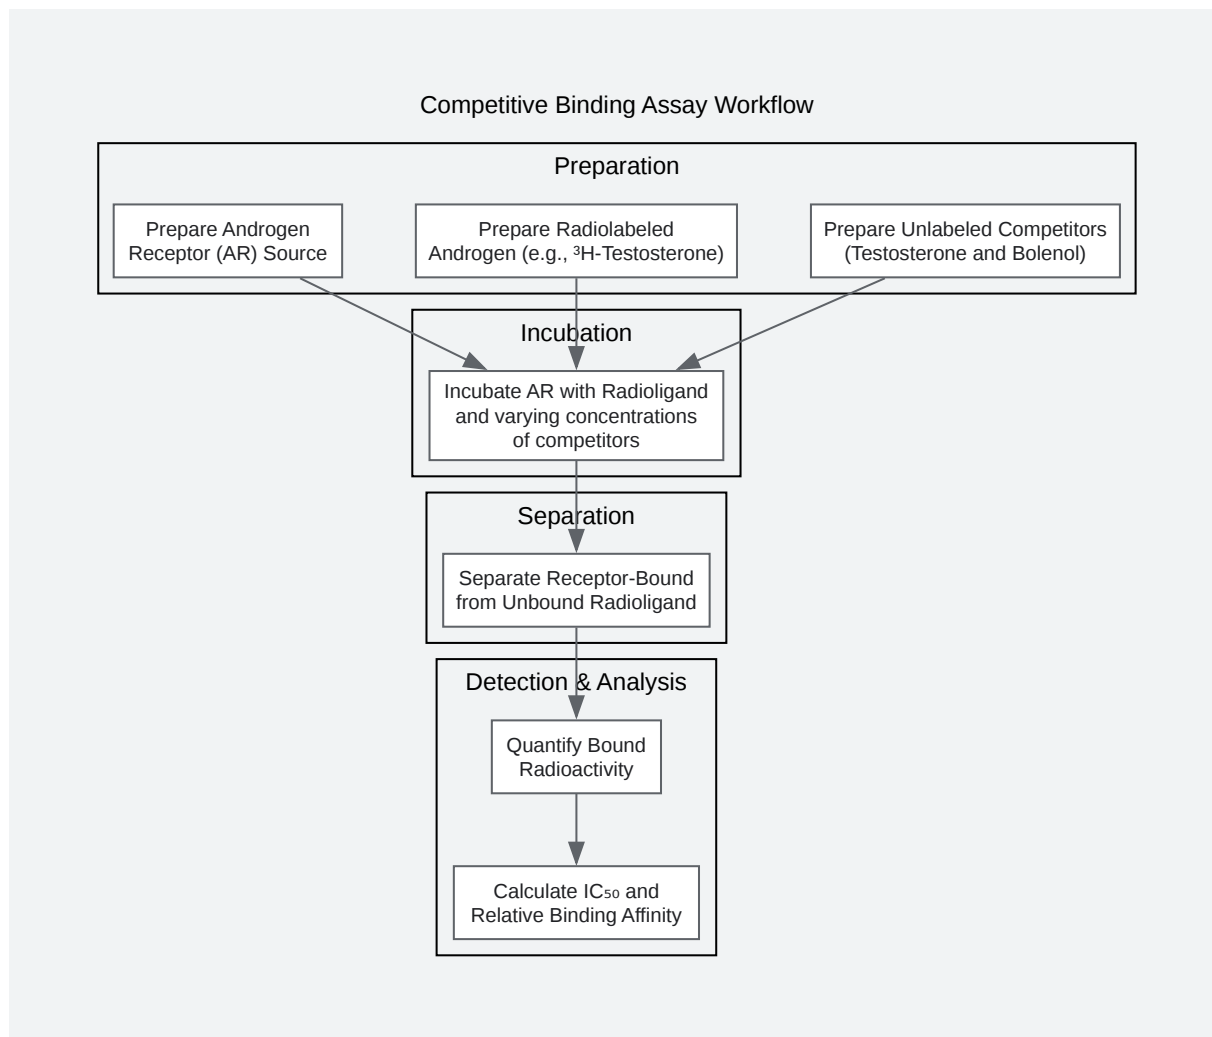 Competitive Binding Assay Workflow
Preparation
Prepare Androgen
Receptor (AR) Source
Prepare Radiolabeled
Androgen (e.g., ³H-Testosterone)
Prepare Unlabeled Competitors
(Testosterone and Bolenol)
Incubation
Incubate AR with Radioligand
and varying concentrations
of competitors
Separation
Separate Receptor-Bound
from Unbound Radioligand
Detection & Analysis
Quantify Bound
Radioactivity
Calculate IC₅₀ and
Relative Binding Affinity